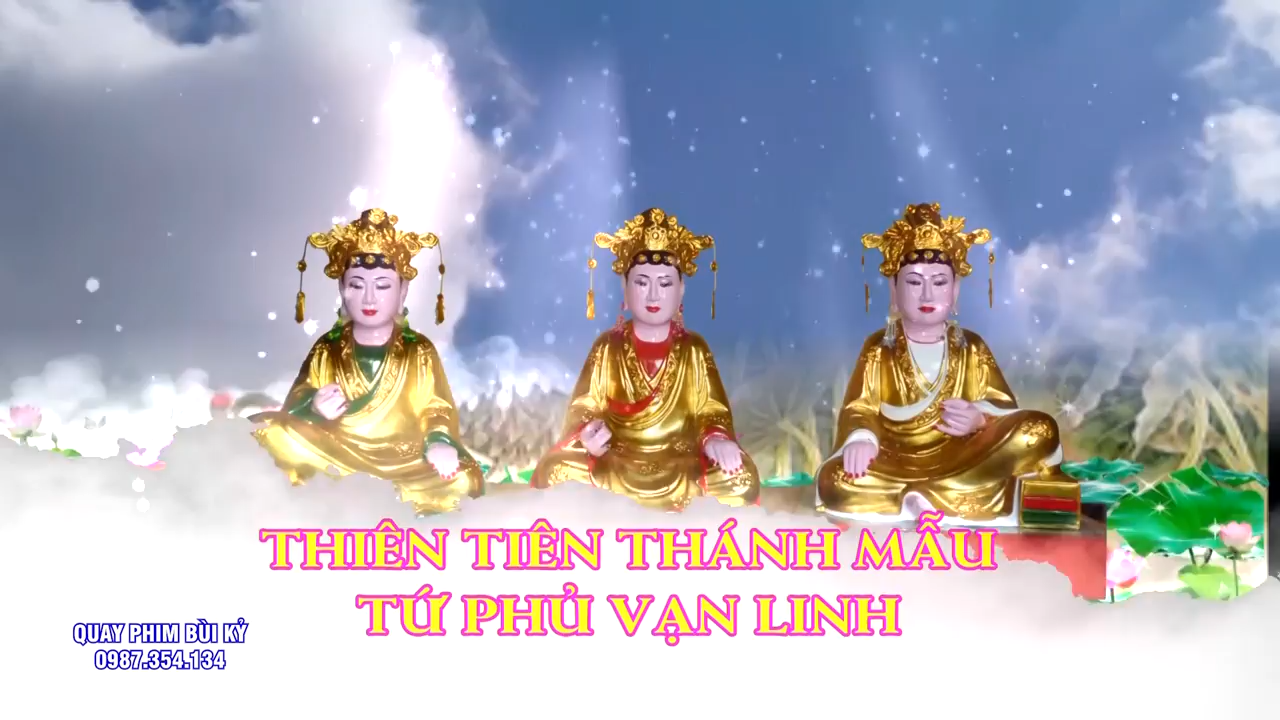 THIÊN TIÊN THÁNH MẪU
TỨ PHỦ VẠN LINH
QUAY PHIM BÙI KỶ
0987.354.134